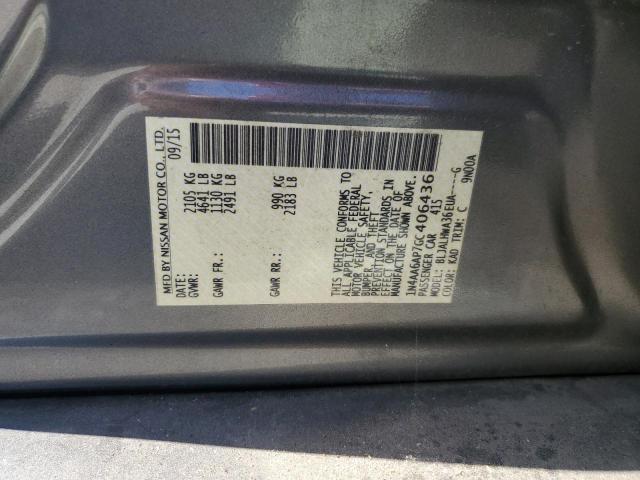 MFD BY NISSAN MOTOR CO., LTD.
DATE: 09/15
GVWR: 2105 KG
4641 LB
GAWR FR.: 1130 KG
2491 LB
GAWR RR.: 990 KG
2183 LB
THIS VEHICLE CONFORMS TO
ALL APPLICABLE FEDERAL
MOTOR VEHICLE SAFETY,
BUMPER, AND THEFT
PREVENTION STANDARDS IN
EFFECT ON THE DATE OF
MANUFACTURE SHOWN ABOVE.
1N4AA6AP7GC406436
PASSENGER CAR 4TS
MODEL: BLJALHWA36EUA----G
COLOR: KAD TRIM: C 9N00A